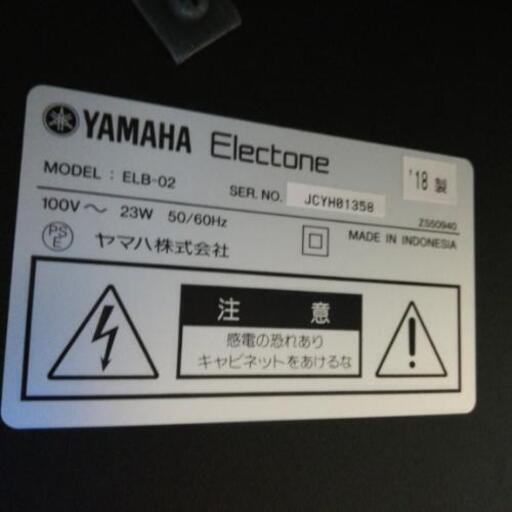 YAMAHA Electone
MODEL : ELB-02
SER. NO. JCYH01358
'18 製
100V～ 23W 50/60Hz
ZS50940
PSE
ヤマハ株式会社
MADE IN INDONESIA
注意
感電の恐れあり
キャビネットをあけるな